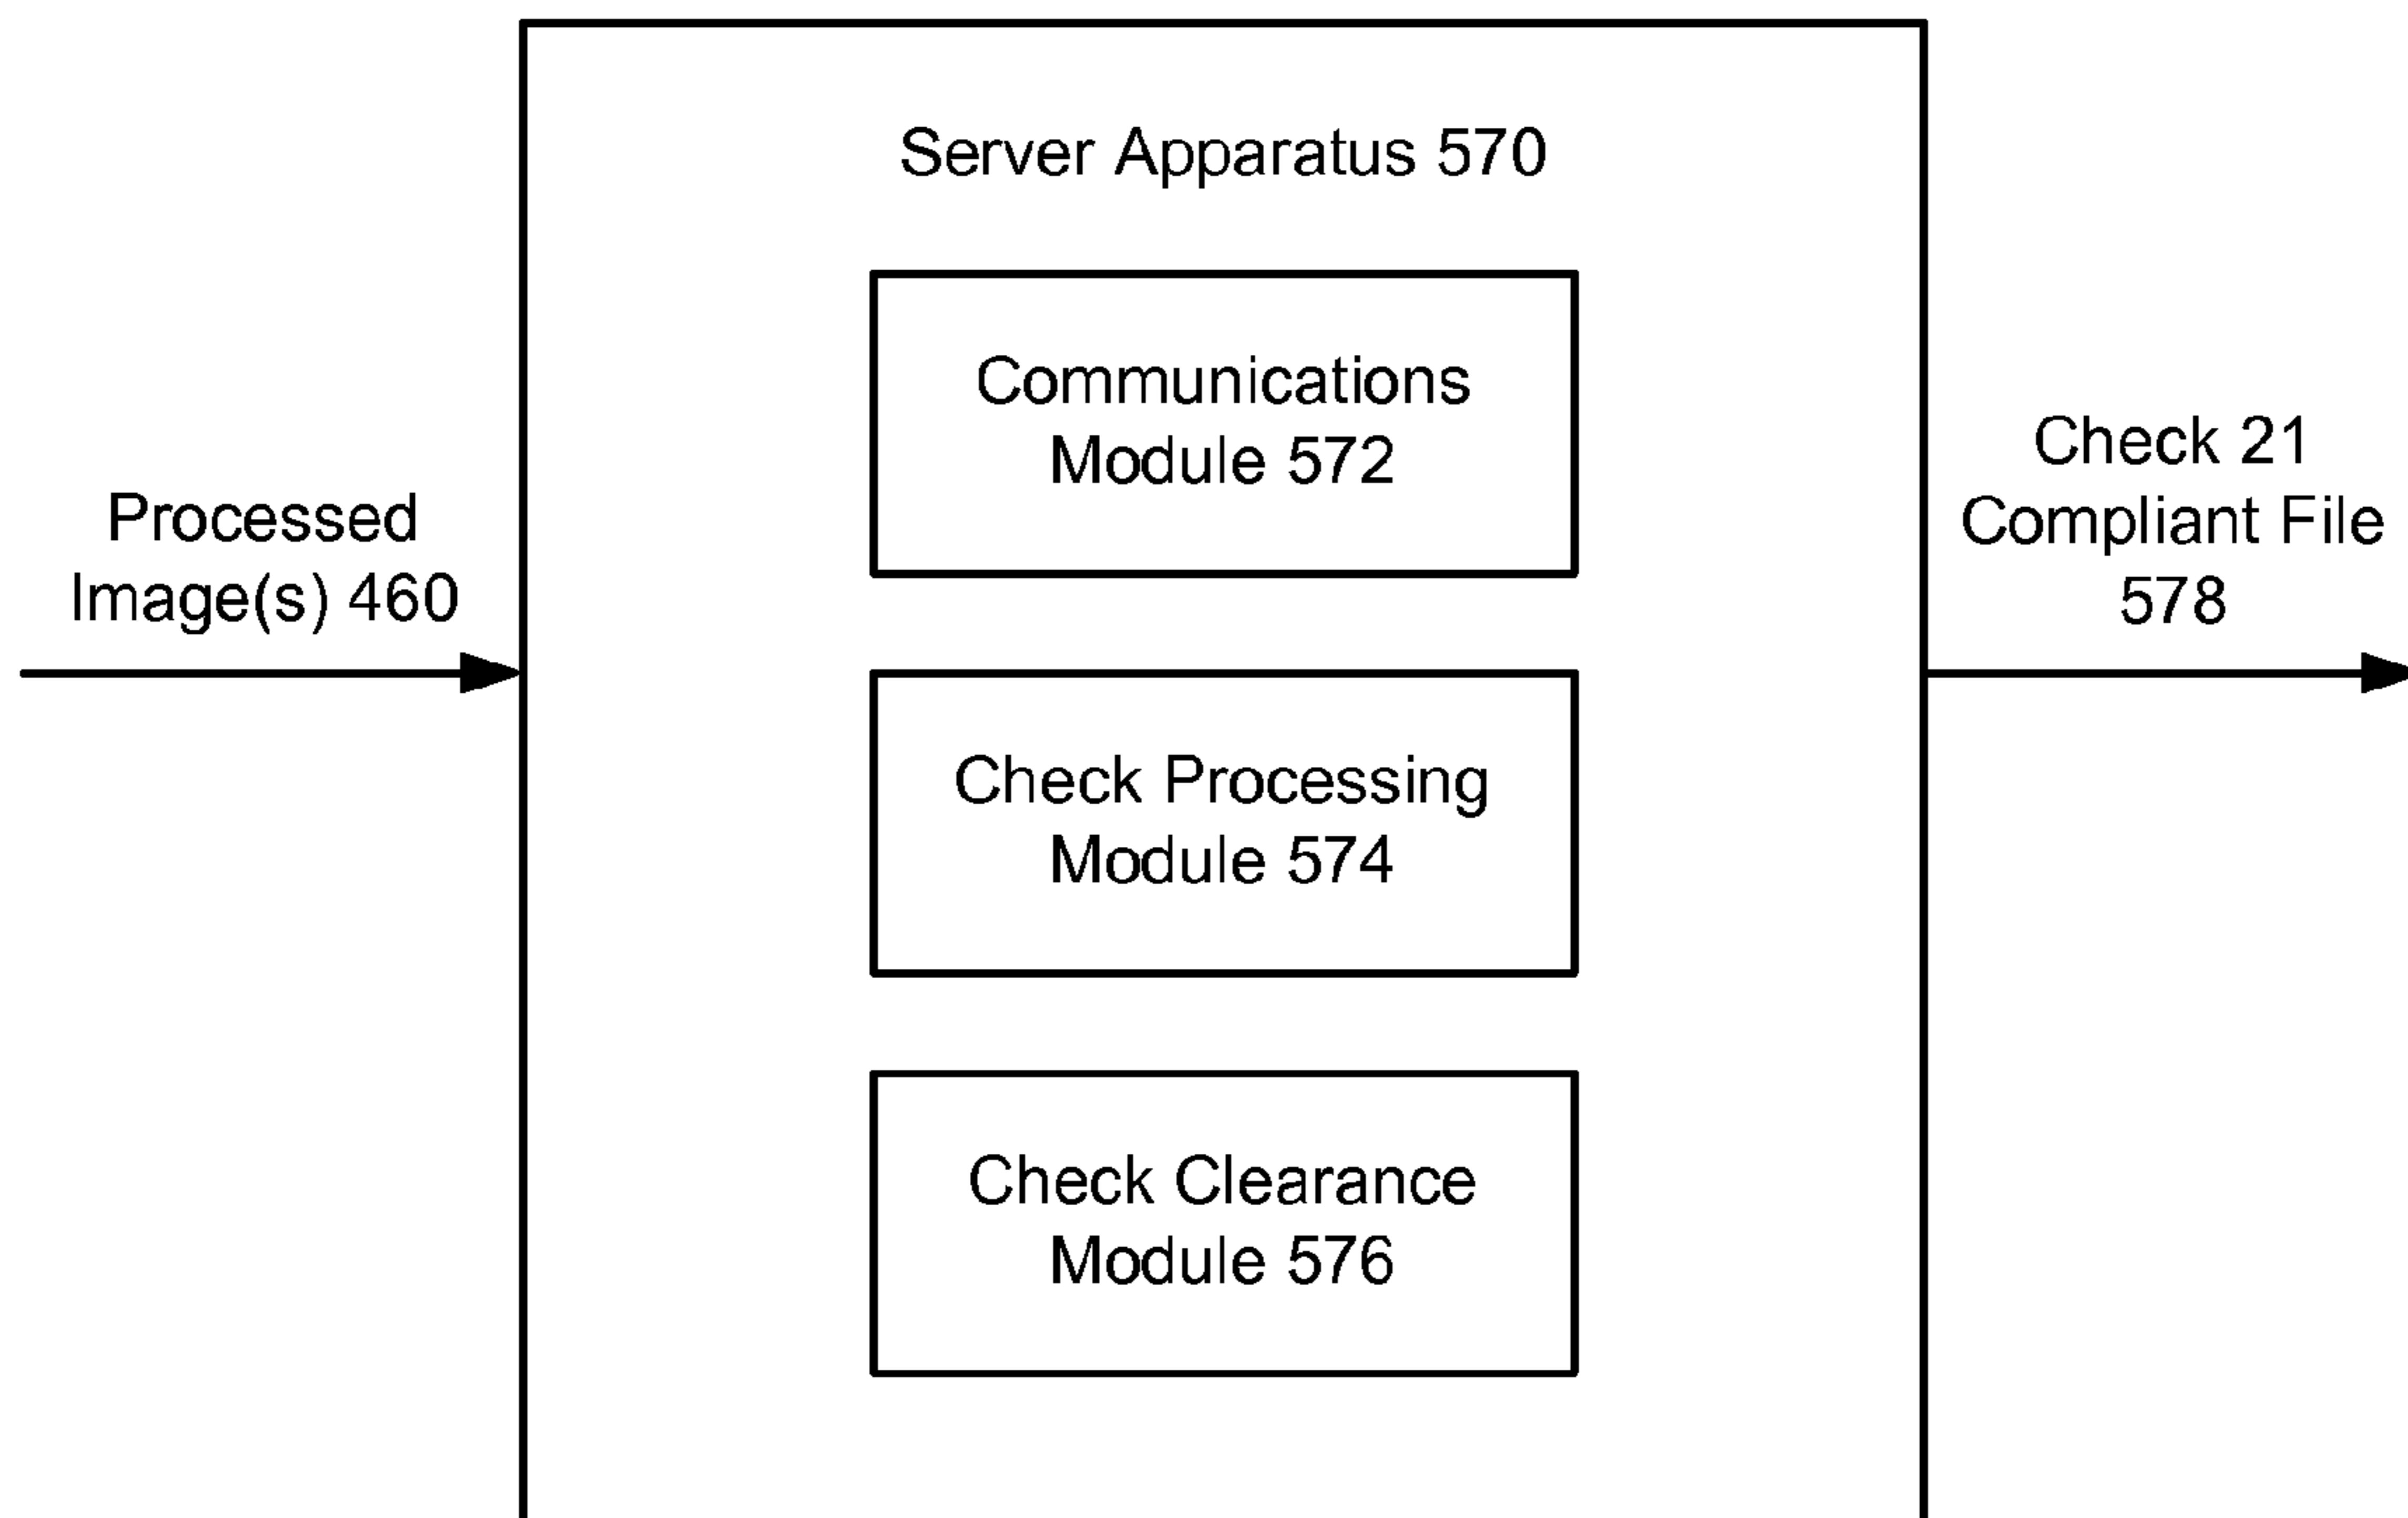 Server Apparatus 570
Communications
Module 572
Processed
Image(s) 460
Check 21
Compliant File
578
Check Processing
Module 574
Check Clearance
Module 576